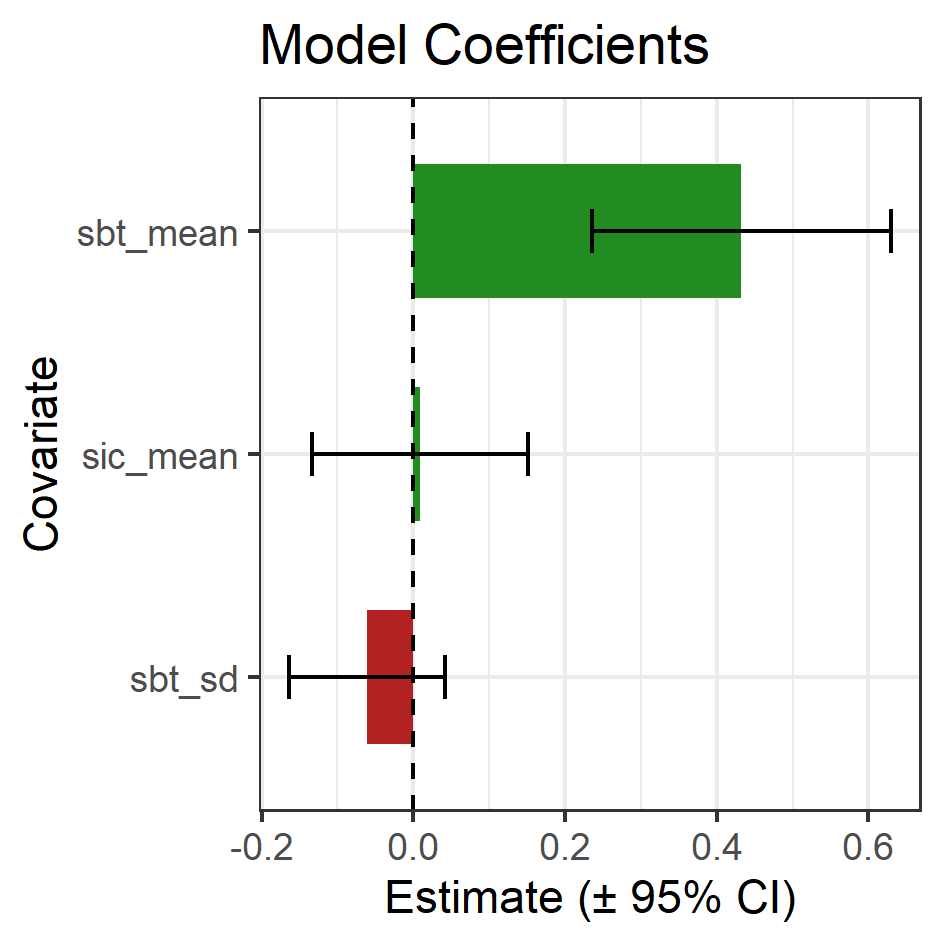 Model Coefficients
Covariate
sbt_mean
sic_mean
sbt_sd
-0.2 0.0 0.2 0.4 0.6
Estimate (± 95% CI)